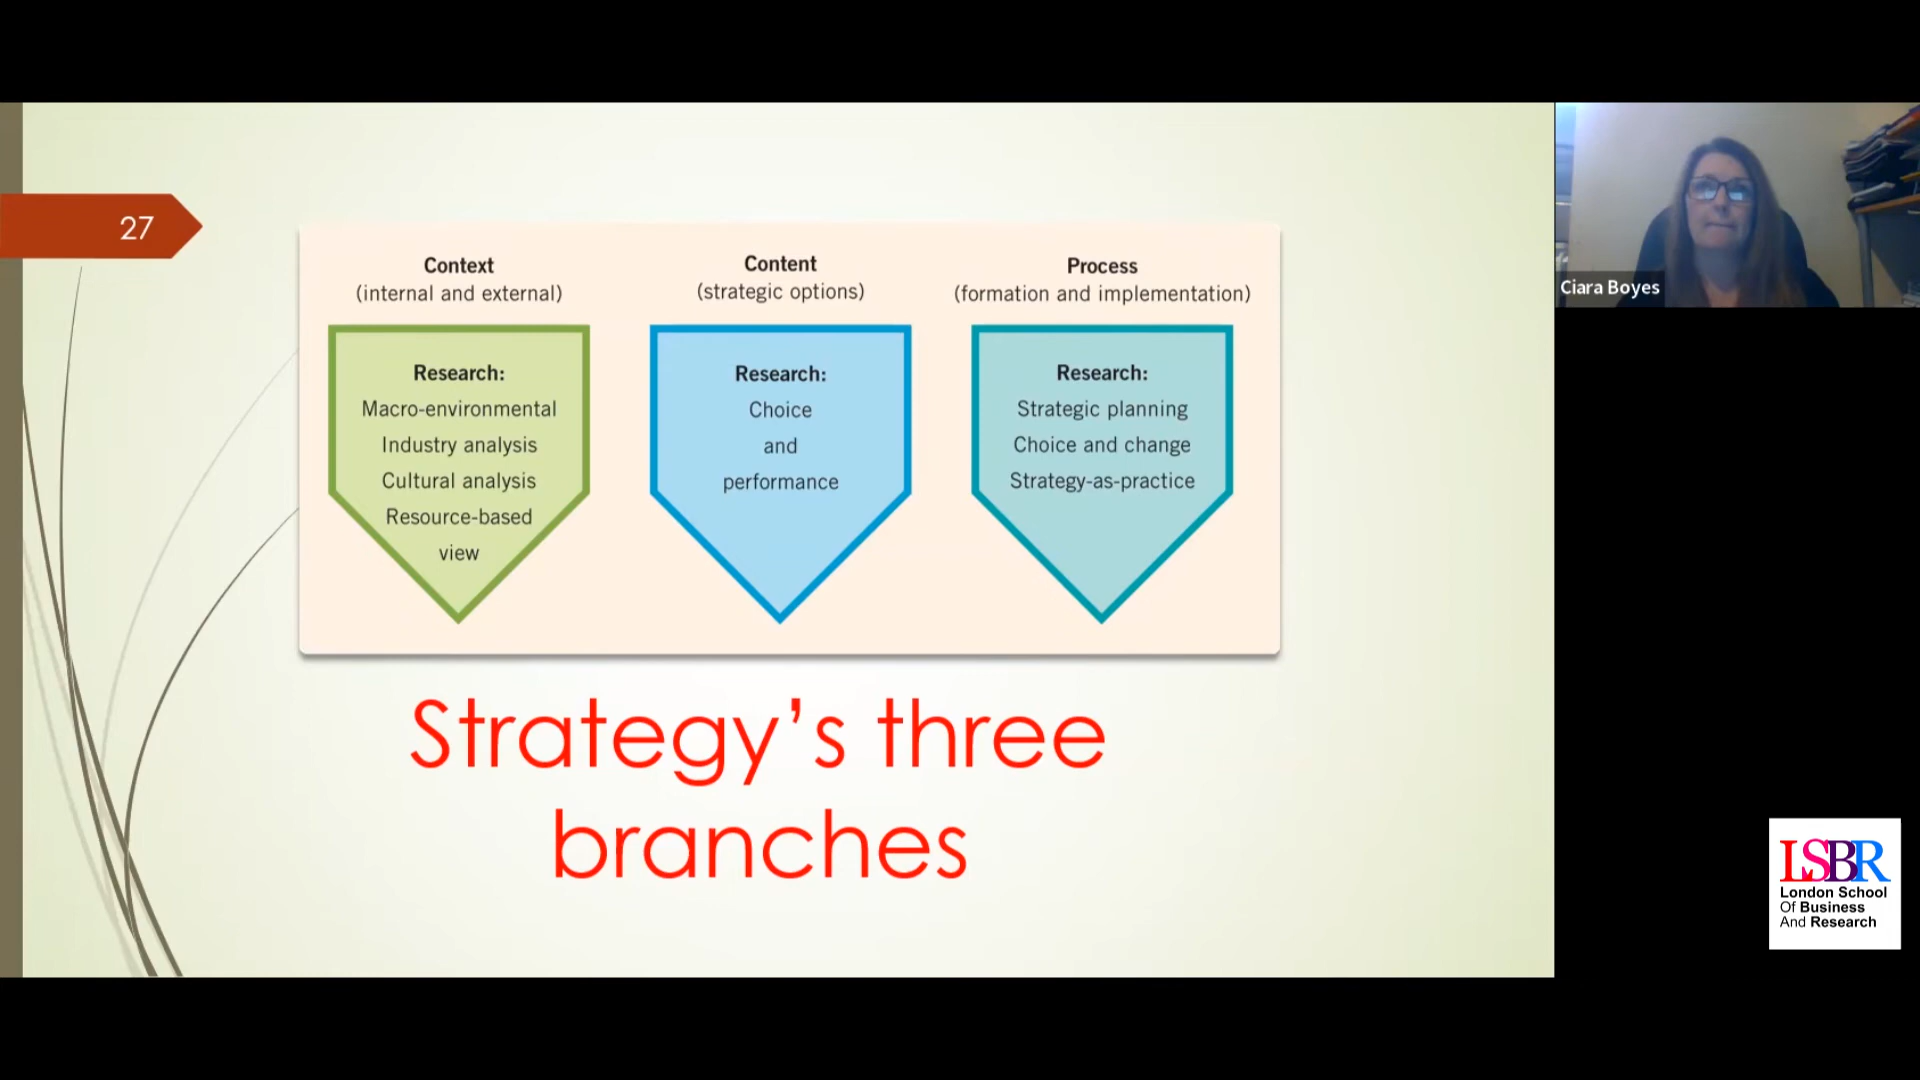 27
Context
(internal and external)
Research:
Macro-environmental
Industry analysis
Cultural analysis
Resource-based
view
Content
(strategic options)
Research:
Choice
and
performance
Process
(formation and implementation)
Research:
Strategic planning
Choice and change
Strategy-as-practice
Strategy’s three
branches
Ciara Boyes
LSBR
London School
Of Business
And Research